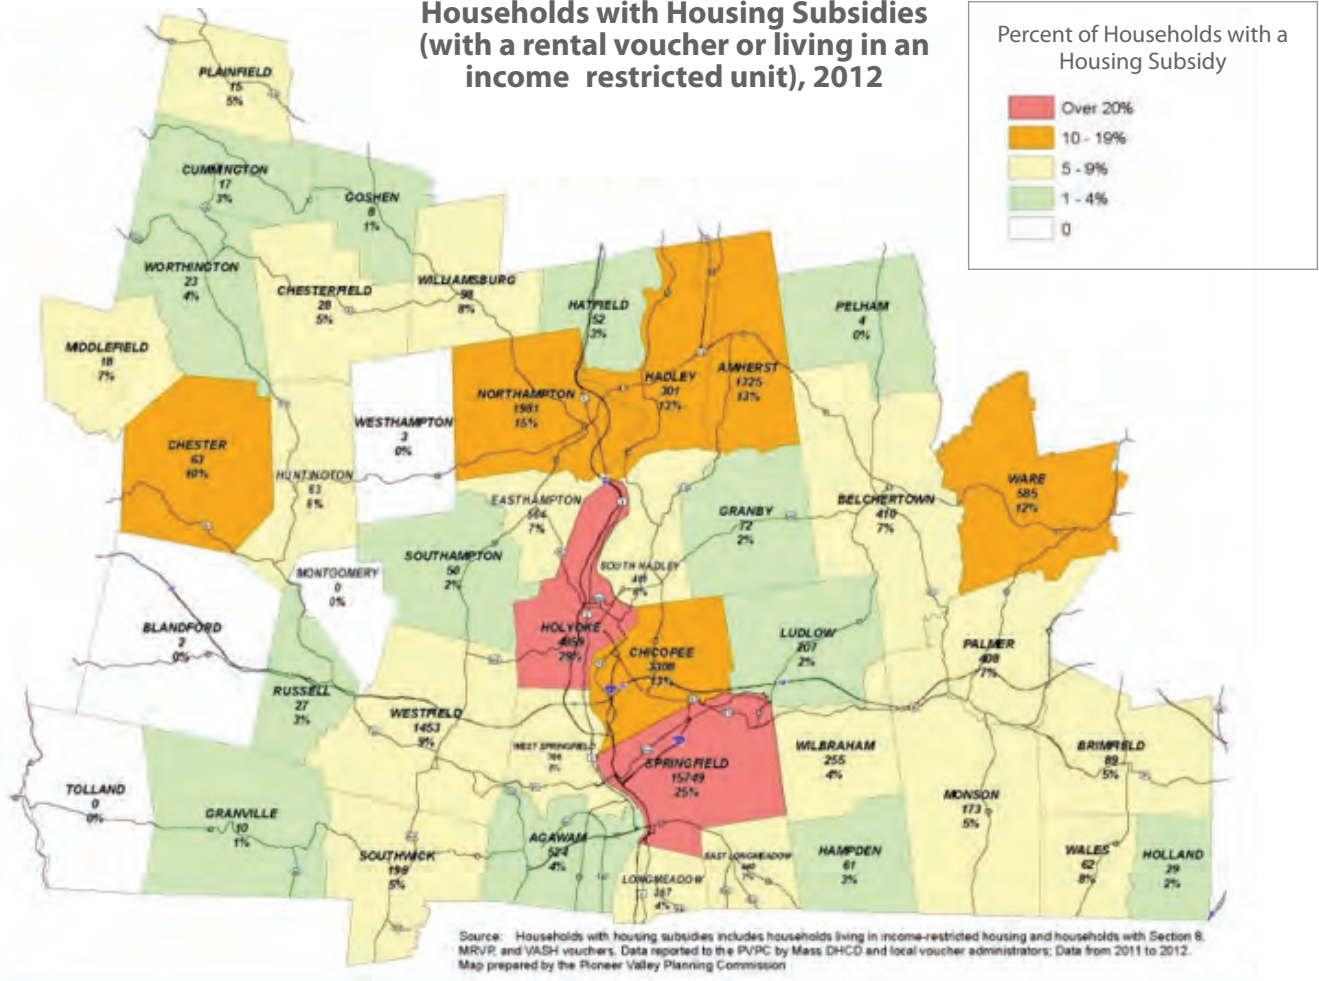 Households with Housing Subsidies
(with a rental voucher or living in an
income restricted unit), 2012
Percent of Households with a
Housing Subsidy
Over 20%
10 - 19%
5 - 9%
1 - 4%
0
PLAINFIELD
15
5%
CUMMINGTON
17
3%
GOSHEN
8
1%
WORTHINGTON
23
4%
CHESTERFIELD
28
5%
WILLIAMSBURG
98
8%
HATFIELD
52
3%
PELHAM
4
0%
MIDDLEFIELD
18
7%
NORTHAMPTON
1981
15%
HADLEY
301
13%
AMHERST
1325
13%
WESTHAMPTON
3
0%
CHESTER
63
10%
HUNTINGTON
63
6%
EASTHAMPTON
564
7%
GRANBY
72
2%
BELCHERTOWN
410
7%
WARE
585
12%
SOUTHAMPTON
50
2%
SOUTH HADLEY
MONTGOMERY
0
0%
BLANDFORD
2
0%
HOLYOKE
4859
29%
CHICOPEE
3308
13%
LUDLOW
207
2%
PALMER
408
7%
RUSSELL
27
3%
WESTFIELD
1453
9%
WEST SPRINGFIELD
SPRINGFIELD
15749
25%
WILBRAHAM
255
4%
BRIMFIELD
89
5%
TOLLAND
0
0%
GRANVILLE
10
1%
MONSON
173
5%
SOUTHWICK
196
5%
AGAWAM
524
4%
LONGMEADOW
267
4%
EAST LONGMEADOW
HAMPDEN
61
3%
WALES
62
8%
HOLLAND
29
2%
Source: Households with housing subsidies includes households living in income-restricted housing and households with Section 8,
MRVP, and VASH vouchers. Data reported to the PVPC by Mass DHCD and local voucher administrators; Data from 2011 to 2012.
Map prepared by the Pioneer Valley Planning Commission